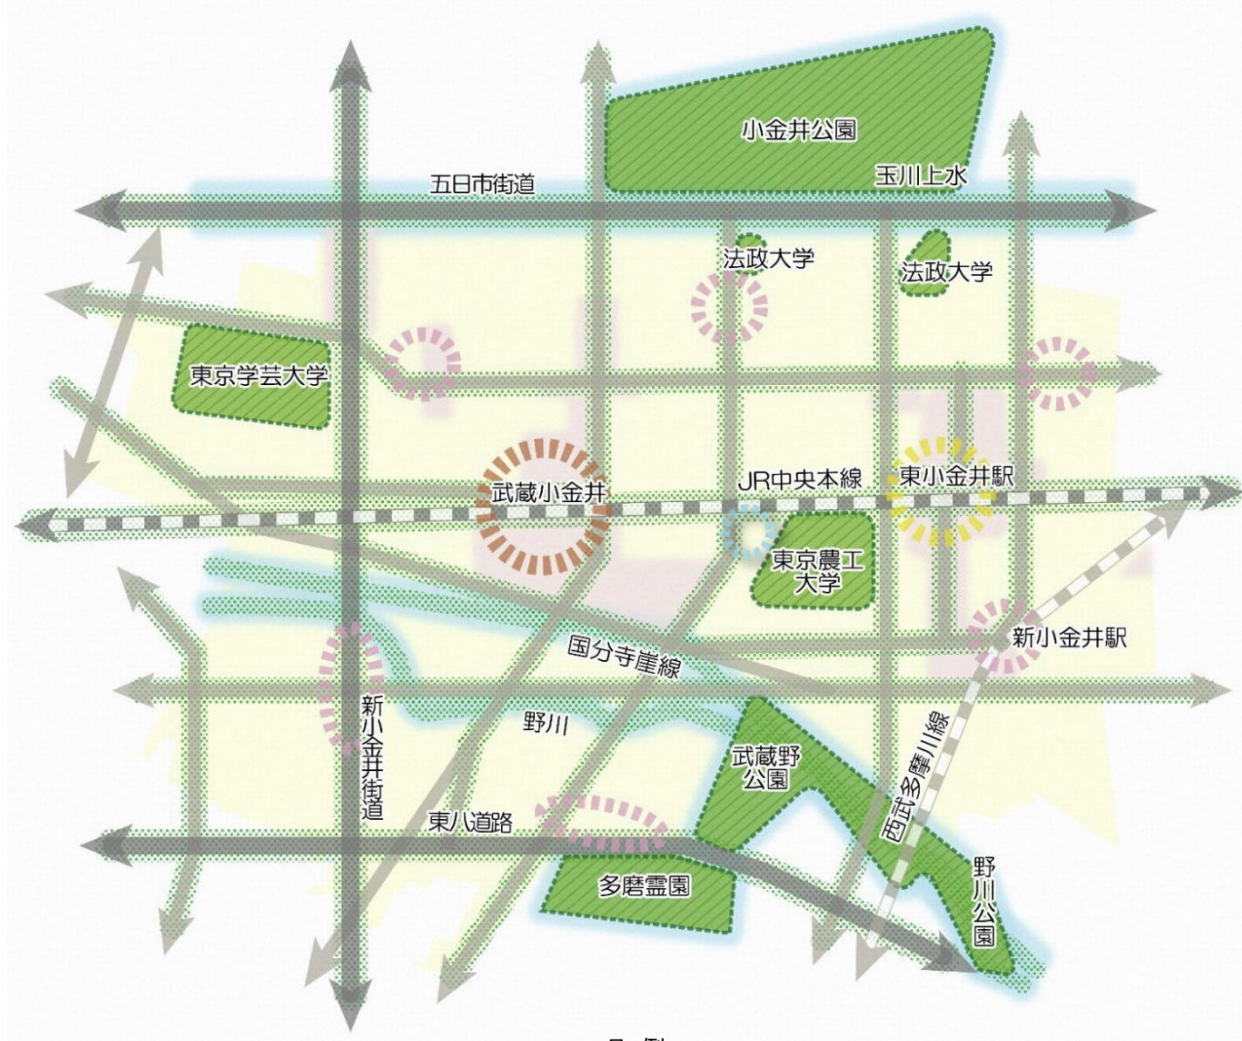 小金井公園
玉川上水
五日市街道
法政大学
法政大学
東京学芸大学
武蔵小金井
JR中央本線
東小金井駅
東京農工
大学
新小金井駅
国分寺崖線
野川
新小金井街道
武蔵野
公園
西武多摩川線
東八道路
多磨霊園
野川公園